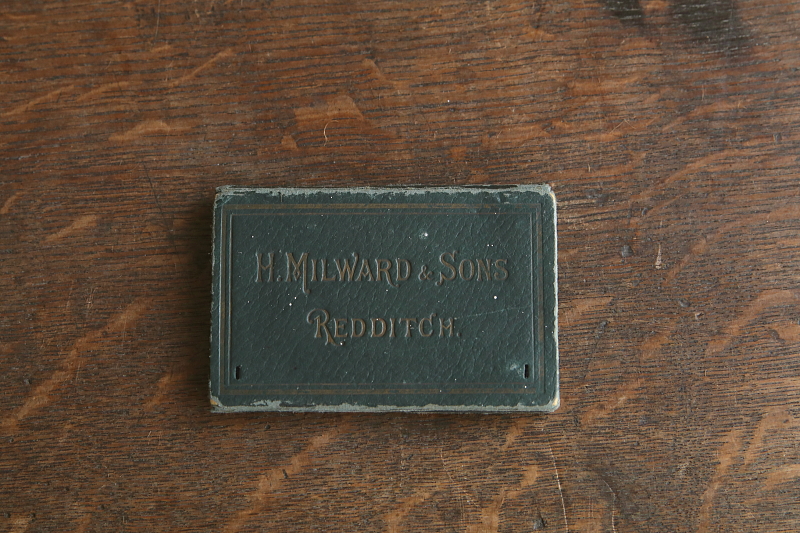 H. MILWARD & SONS
REDDITCH.